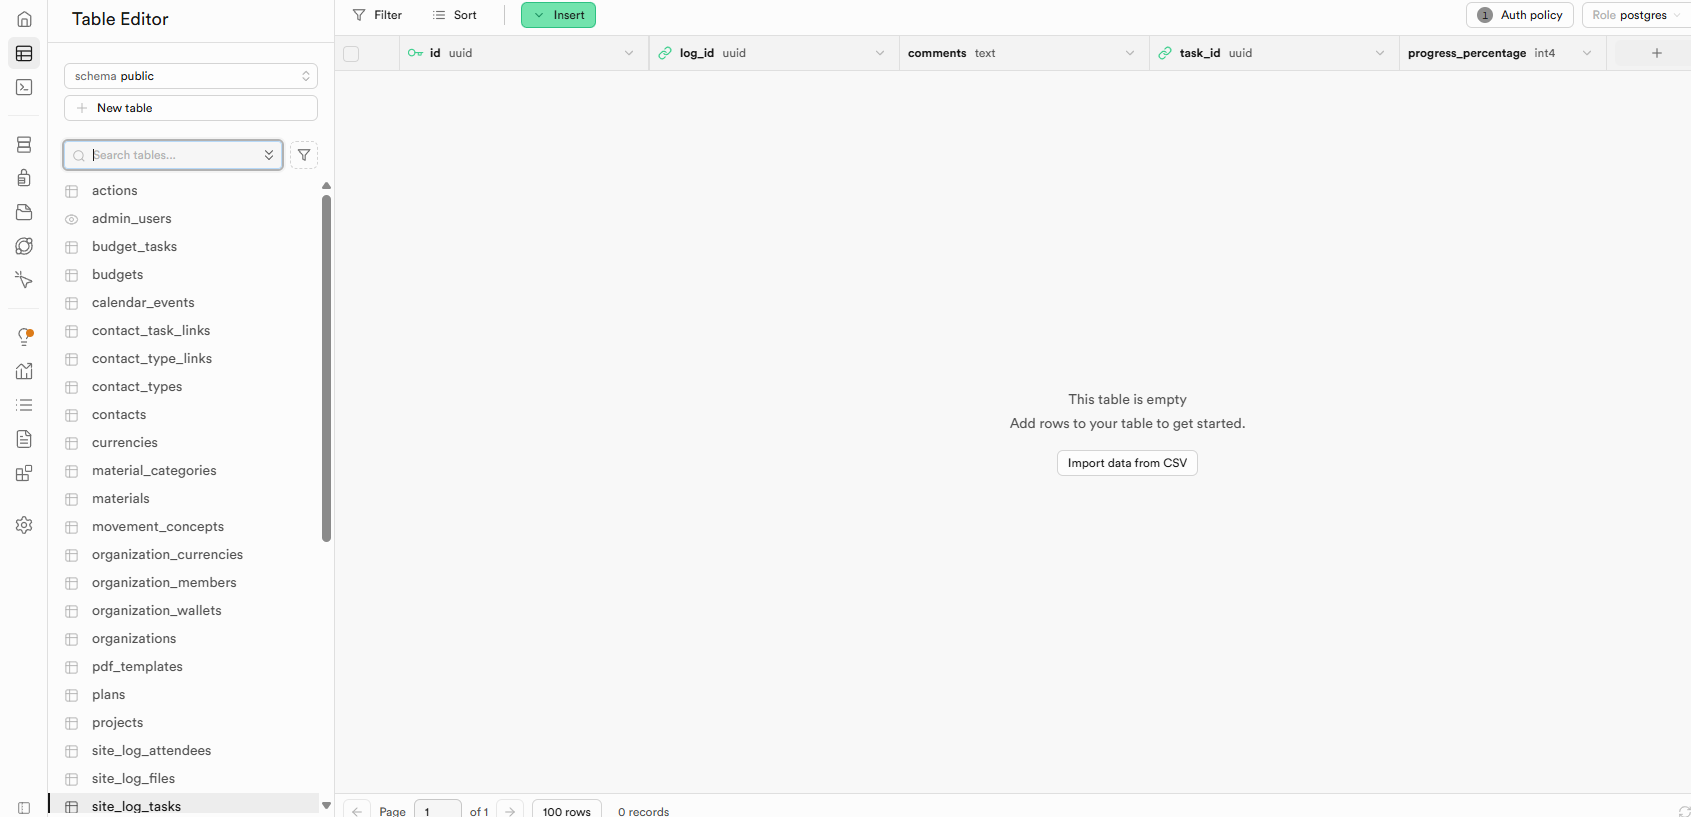 Table Editor
schema public
New table
Search tables...
actions
admin_users
budget_tasks
budgets
calendar_events
contact_task_links
contact_type_links
contact_types
contacts
currencies
material_categories
materials
movement_concepts
organization_currencies
organization_members
organization_wallets
organizations
pdf_templates
plans
projects
site_log_attendees
site_log_files
site_log_tasks
Filter Sort Insert 1 Auth policy Role postgres
id uuid log_id uuid comments text task_id uuid progress_percentage int4
This table is empty
Add rows to your table to get started.
Import data from CSV
Page 1 of 1 100 rows 0 records